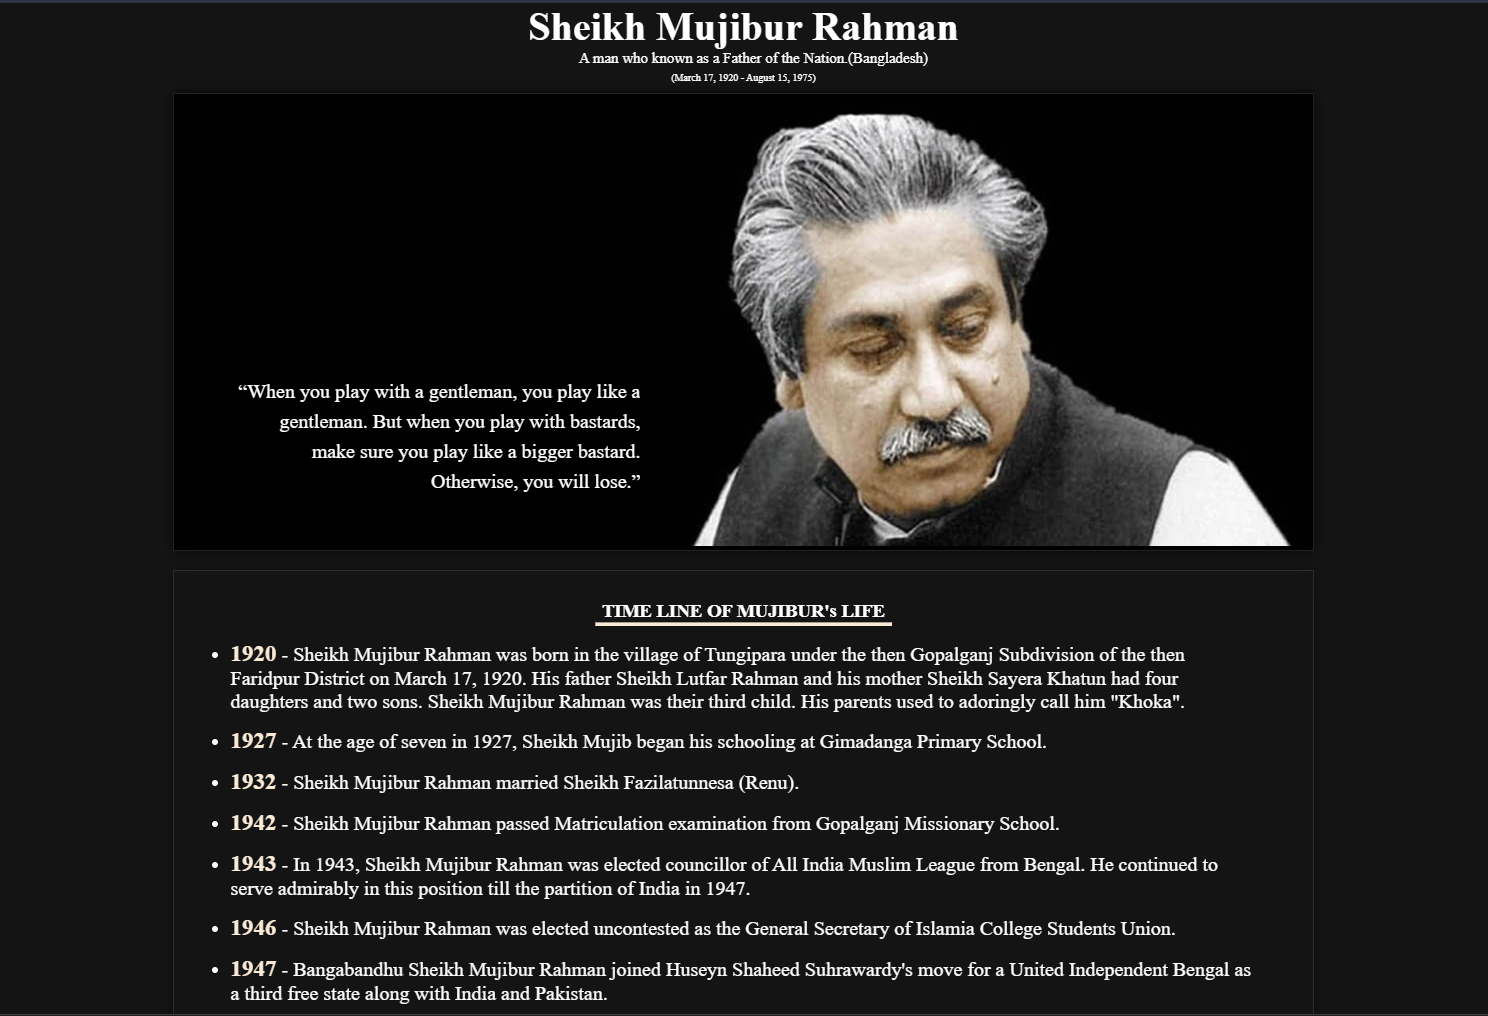 Sheikh Mujibur Rahman
A man who known as a Father of the Nation.(Bangladesh)
(March 17, 1920 - August 15, 1975)
“When you play with a gentleman, you play like a
gentleman. But when you play with bastards,
make sure you play like a bigger bastard.
Otherwise, you will lose.”
TIME LINE OF MUJIBUR's LIFE
• 1920 - Sheikh Mujibur Rahman was born in the village of Tungipara under the then Gopalganj Subdivision of the then
Faridpur District on March 17, 1920. His father Sheikh Lutfar Rahman and his mother Sheikh Sayera Khatun had four
daughters and two sons. Sheikh Mujibur Rahman was their third child. His parents used to adoringly call him "Khoka".
• 1927 - At the age of seven in 1927, Sheikh Mujib began his schooling at Gimadanga Primary School.
• 1932 - Sheikh Mujibur Rahman married Sheikh Fazilatunnesa (Renu).
• 1942 - Sheikh Mujibur Rahman passed Matriculation examination from Gopalganj Missionary School.
• 1943 - In 1943, Sheikh Mujibur Rahman was elected councillor of All India Muslim League from Bengal. He continued to
serve admirably in this position till the partition of India in 1947.
• 1946 - Sheikh Mujibur Rahman was elected uncontested as the General Secretary of Islamia College Students Union.
• 1947 - Bangabandhu Sheikh Mujibur Rahman joined Huseyn Shaheed Suhrawardy's move for a United Independent Bengal as
a third free state along with India and Pakistan.